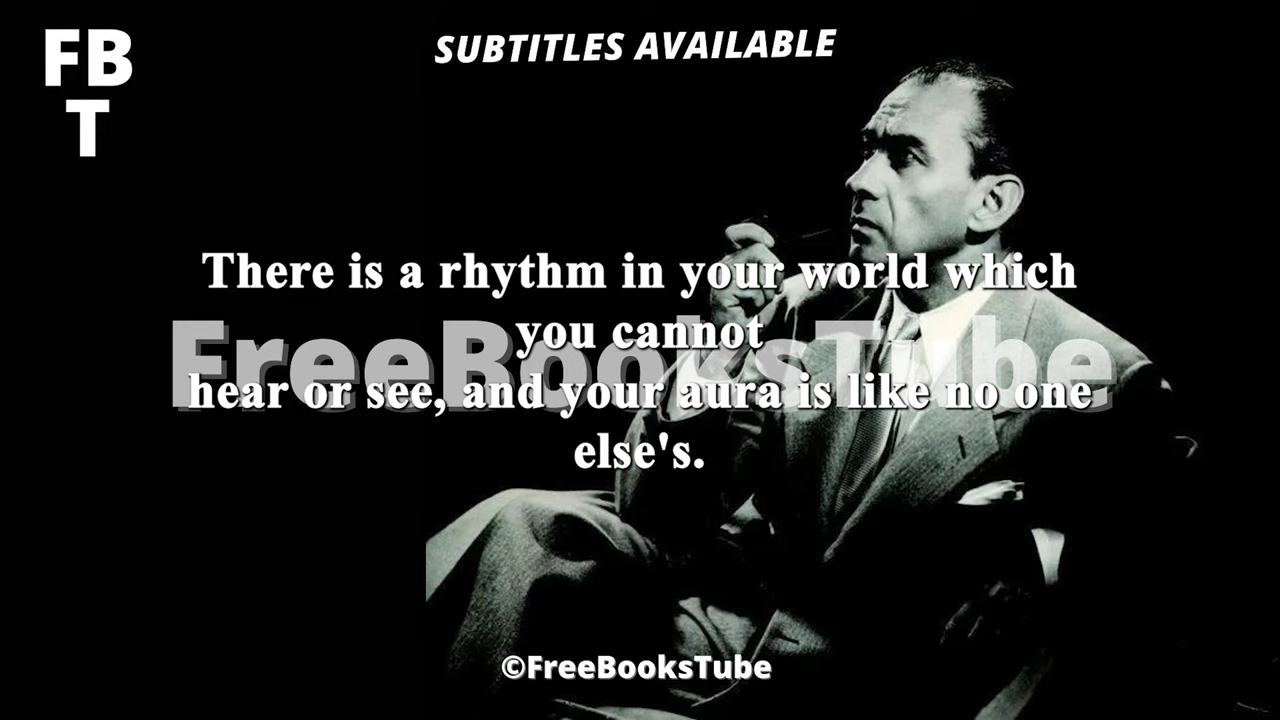 FB
T
SUBTITLES AVAILABLE
There is a rhythm in your world which
you cannot
FreeBooksTube
hear or see, and your aura is like no one
else's.
©FreeBooksTube